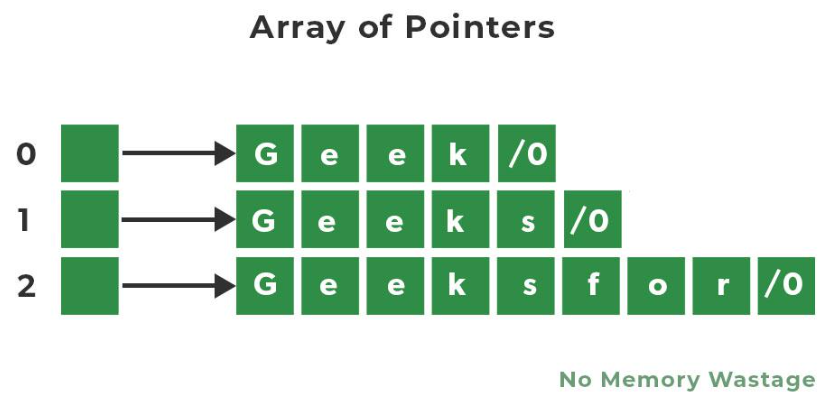 Array of Pointers
0 G e e k /0
1 G e e k s /0
2 G e e k s f o r /0
No Memory Wastage